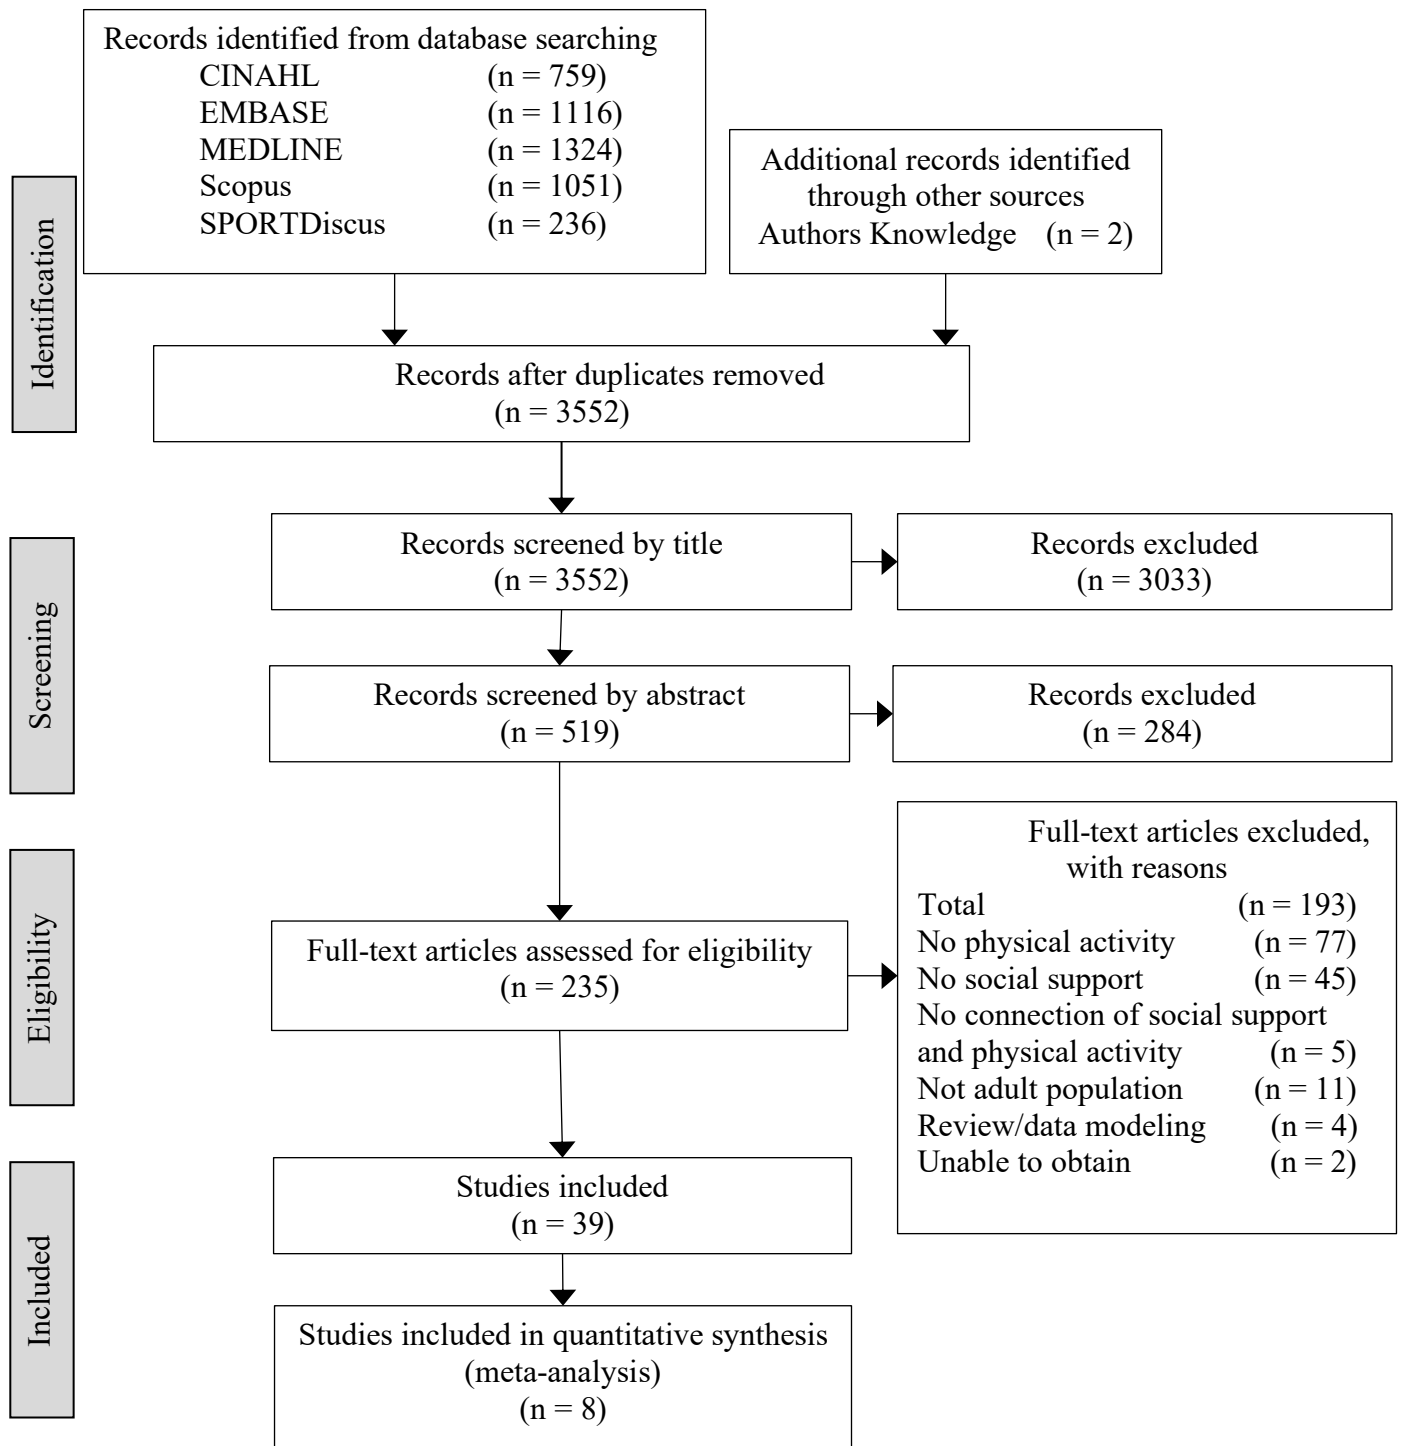 Records identified from database searching
CINAHL (n = 759)
EMBASE (n = 1116)
MEDLINE (n = 1324)
Scopus (n = 1051)
SPORTDiscus (n = 236)
Additional records identified
through other sources
Authors Knowledge (n = 2)
Identification
Records after duplicates removed
(n = 3552)
Screening
Records screened by title
(n = 3552)
Records excluded
(n = 3033)
Records screened by abstract
(n = 519)
Records excluded
(n = 284)
Eligibility
Full-text articles assessed for eligibility
(n = 235)
Full-text articles excluded,
with reasons
Total (n = 193)
No physical activity (n = 77)
No social support (n = 45)
No connection of social support
and physical activity (n = 5)
Not adult population (n = 11)
Review/data modeling (n = 4)
Unable to obtain (n = 2)
Included
Studies included
(n = 39)
Studies included in quantitative synthesis
(meta-analysis)
(n = 8)